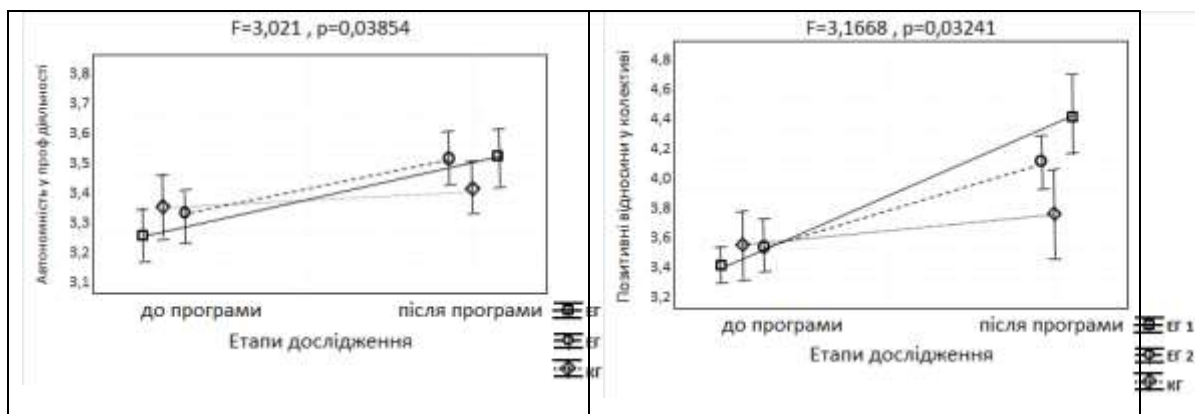 F=3,021 , p=0,03854
Автономність у проф діяльності
3,8
3,7
3,6
3,5
3,4
3,3
3,2
3,1
до програми
після програми
Етапи дослідження
ЕГ
ЕГ
КГ
F=3,1668 , p=0,03241
Позитивні відносини у колективі
4,8
4,6
4,4
4,2
4,0
3,8
3,6
3,4
3,2
до програми
після програми
Етапи дослідження
ЕГ 1
ЕГ 2
КГ